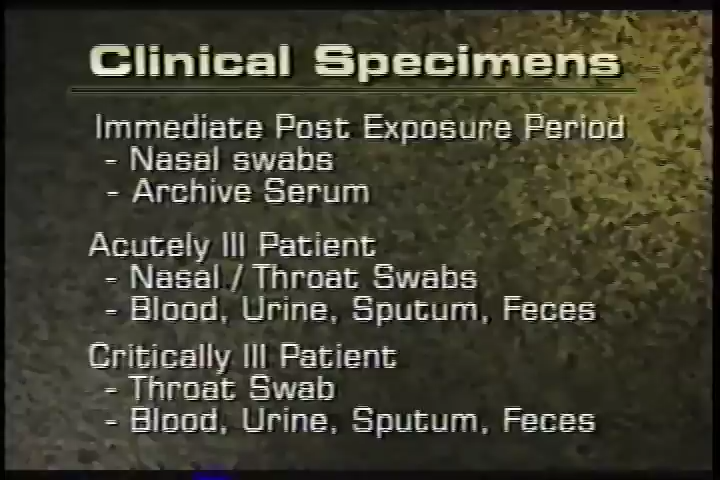 Clinical Specimens
Immediate Post Exposure Period
- Nasal swabs
- Archive Serum
Acutely Ill Patient
- Nasal / Throat Swabs
- Blood, Urine, Sputum, Feces
Critically Ill Patient
- Throat Swab
- Blood, Urine, Sputum, Feces